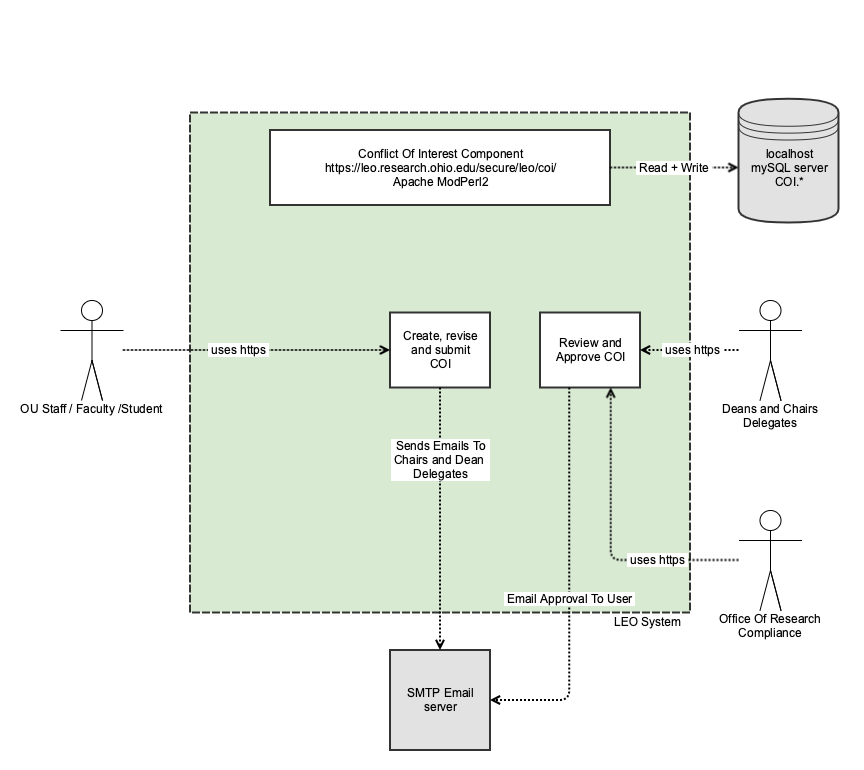 Conflict Of Interest Component
https://leo.research.ohio.edu/secure/leo/coi/
Apache ModPerl2
Read + Write
localhost
mySQL server
COI.*
OU Staff / Faculty /Student
uses https
Create, revise
and submit
COI
Review and
Approve COI
uses https
Deans and Chairs
Delegates
Sends Emails To
Chairs and Dean
Delegates
uses https
Office Of Research
Compliance
Email Approval To User
LEO System
SMTP Email
server